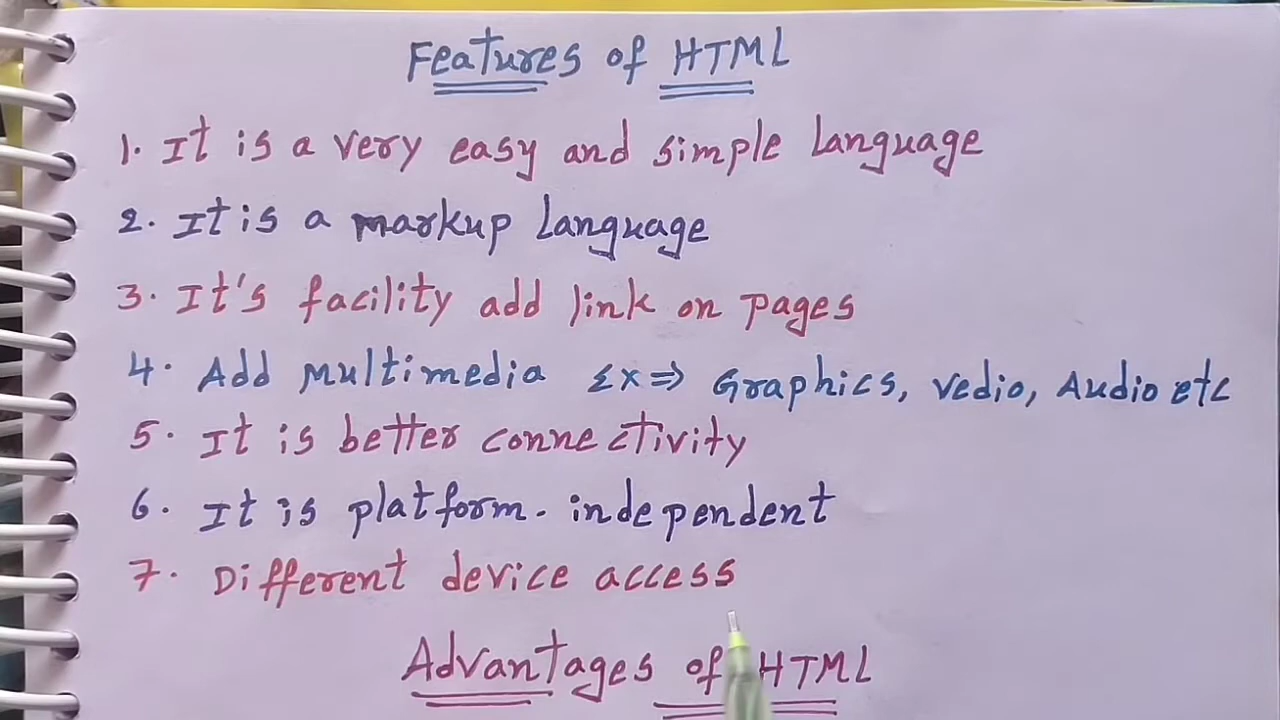 Features of HTML
1. It is a very easy and simple Language
2. It is a markup Language
3. It's facility add link on pages
4. Add Multimedia Ex⇒ Graphics, Vedio, Audio etc
5. It is better connectivity
6. It is platform-independent
7. Different device access
Advantages of HTML